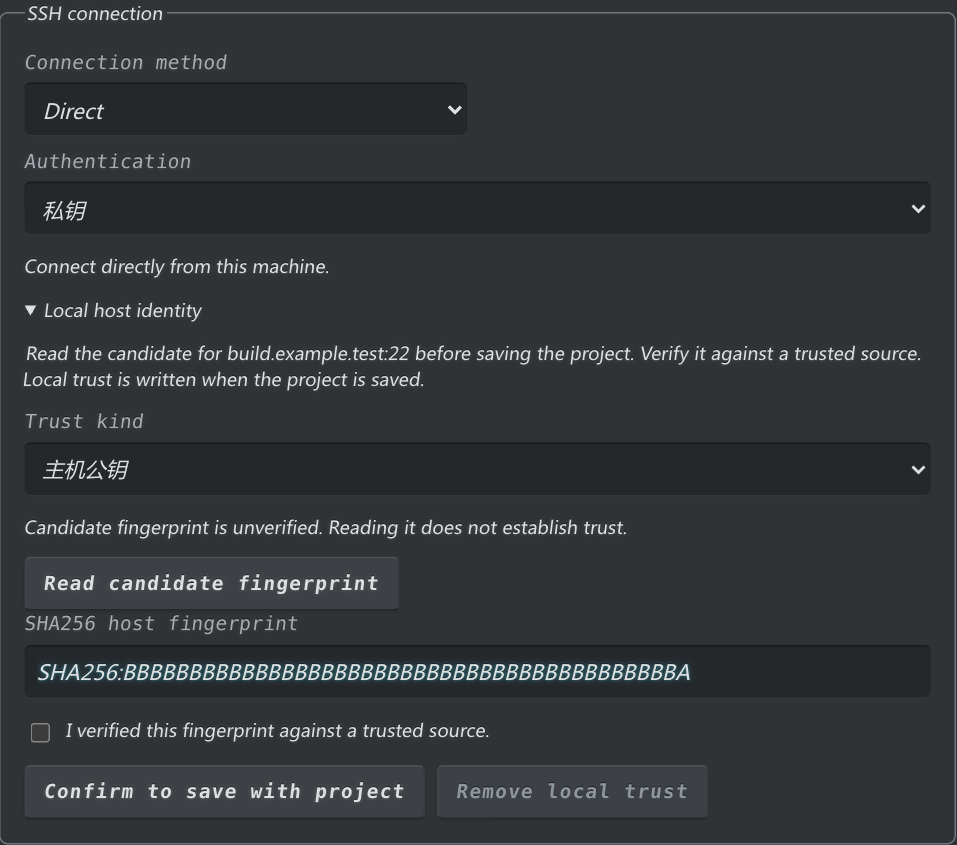 SSH connection
Connection method
Direct
Authentication
私钥
Connect directly from this machine.
Local host identity
Read the candidate for build.example.test:22 before saving the project. Verify it against a trusted source.
Local trust is written when the project is saved.
Trust kind
主机公钥
Candidate fingerprint is unverified. Reading it does not establish trust.
Read candidate fingerprint
SHA256 host fingerprint
SHA256:BBBBBBBBBBBBBBBBBBBBBBBBBBBBBBBBBBBBBBBBBBA
I verified this fingerprint against a trusted source.
Confirm to save with project
Remove local trust